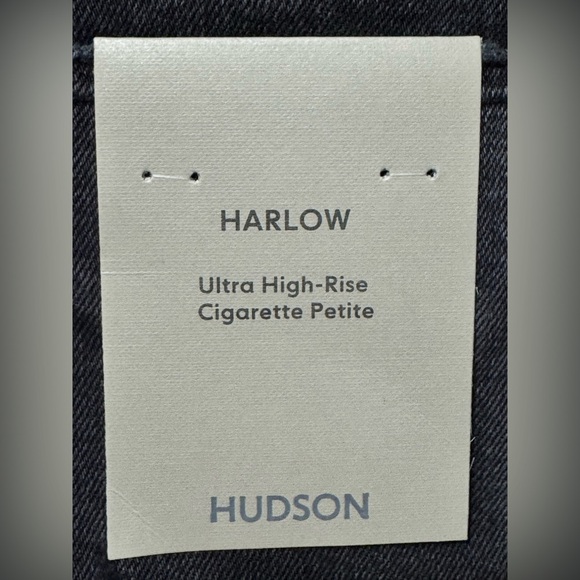 HARLOW
Ultra High-Rise
Cigarette Petite
HUDSON